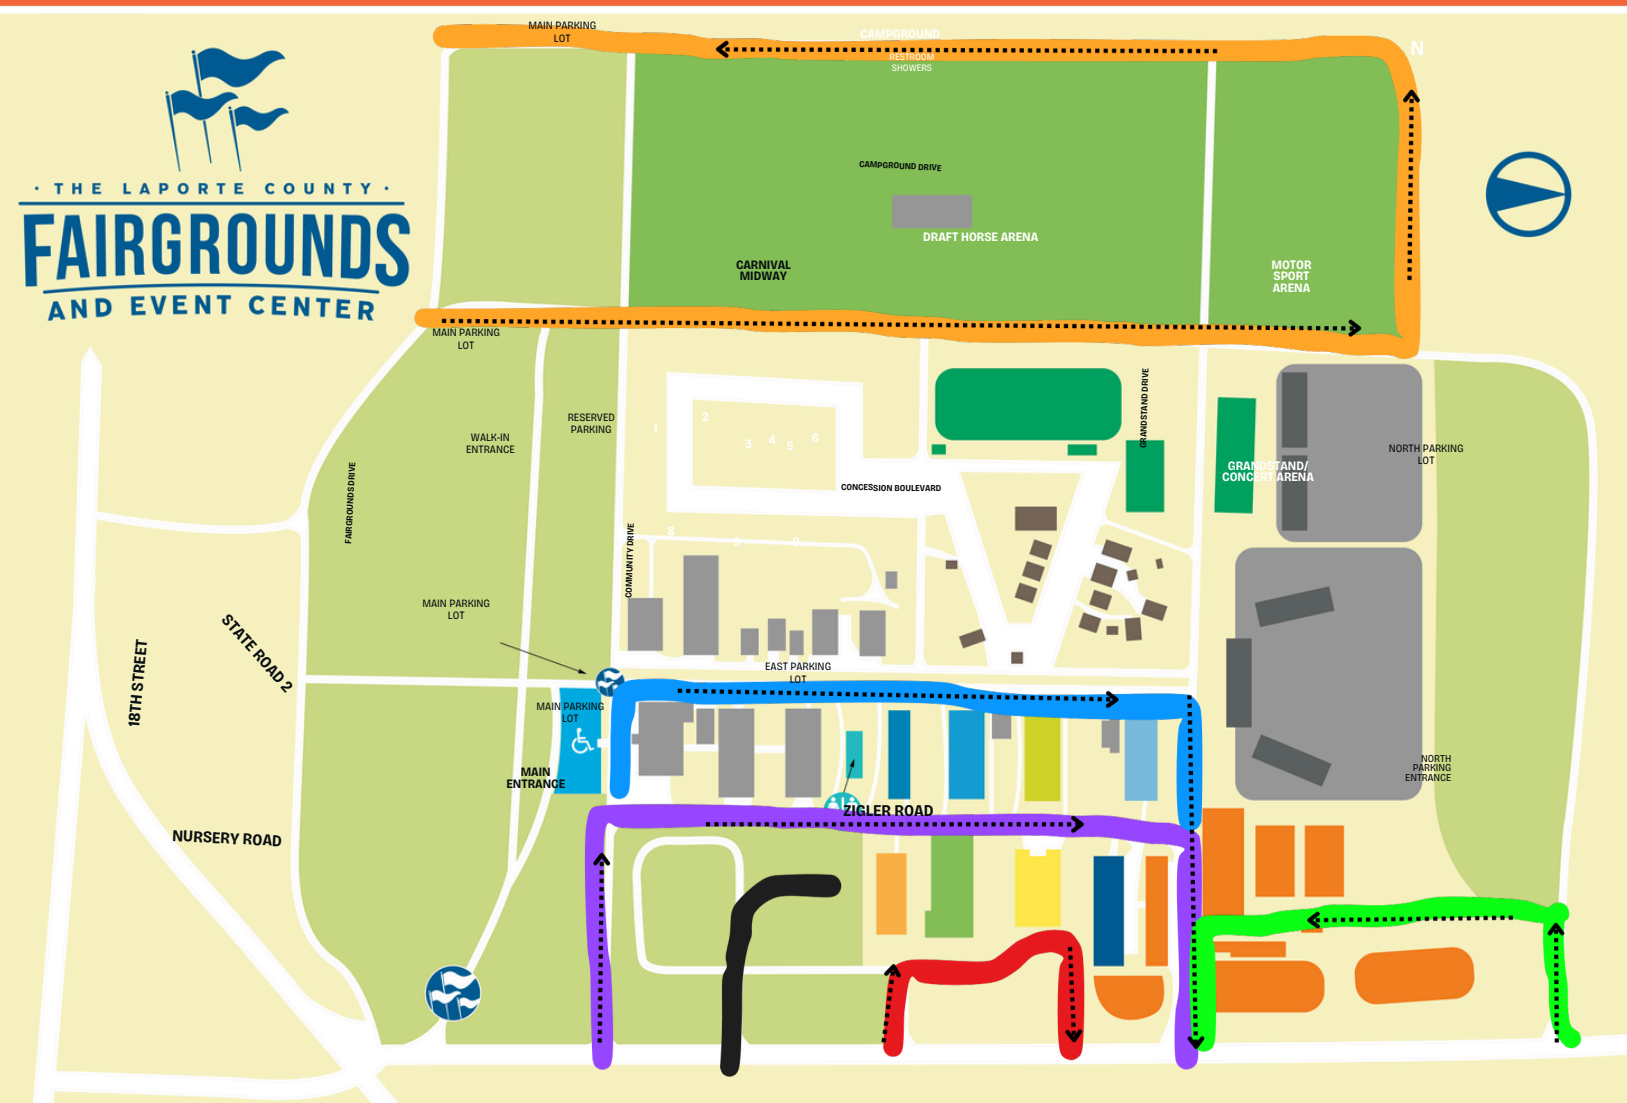 MAIN PARKING
LOT
CAMPGROUND
RESTROOM
SHOWERS
N
· THE LAPORTE COUNTY ·
FAIRGROUNDS
AND EVENT CENTER
CAMPGROUND DRIVE
DRAFT HORSE ARENA
CARNIVAL
MIDWAY
MOTOR
SPORT
ARENA
MAIN PARKING
LOT
GRANDSTAND DRIVE
RESERVED
PARKING
WALK-IN
ENTRANCE
1
2
3
4
5
6
NORTH PARKING
LOT
GRANDSTAND/
CONCERT ARENA
CONCESSION BOULEVARD
FAIRGROUNDS DRIVE
COMMUNITY DRIVE
8
9
9
MAIN PARKING
LOT
STATE ROAD 2
18TH STREET
EAST PARKING
LOT
MAIN PARKING
LOT
MAIN
ENTRANCE
NORTH
PARKING
ENTRANCE
ZIGLER ROAD
NURSERY ROAD